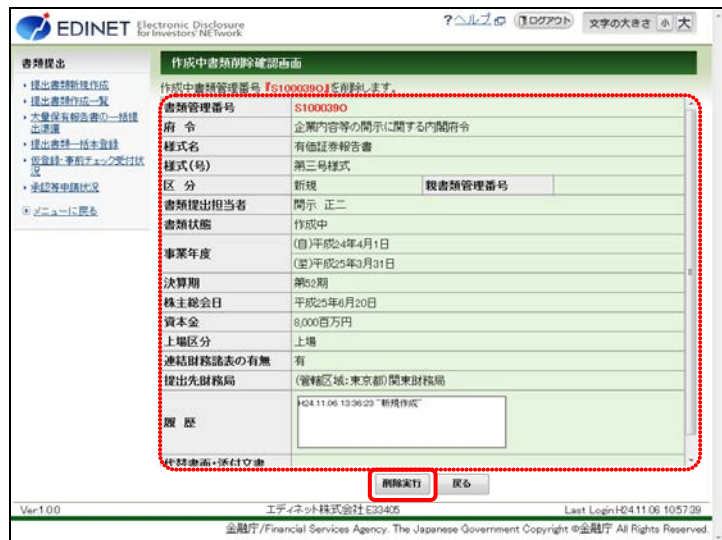 EDINET Electronic Disclosure for Investors' NETwork
?ヘルプ ログアウト 文字の大きさ 小 大
書類提出
・提出書類新規作成
・提出書類作成一覧
・大量保有報告書の一括提出準備
・提出書類一括本登録
・仮登録・事前チェック受付状況
・承認等申請状況
メニューに戻る
作成中書類削除確認画面
作成中書類管理番号『S1000390』を削除します。
書類管理番号 S1000390
府 令 企業内容等の開示に関する内閣府令
様式名 有価証券報告書
様式(号) 第三号様式
区 分 新規 親書類管理番号
書類提出担当者 開示 正二
書類状態 作成中
事業年度 (自)平成24年4月1日
(至)平成25年3月31日
決算期 第52期
株主総会日 平成25年6月20日
資本金 8,000百万円
上場区分 上場
連結財務諸表の有無 有
提出先財務局 (管轄区域:東京都)関東財務局
履 歴 H24.11.06 13:36:23 "新規作成"
代替書面・添付文書
削除実行 戻る
Ver.1.0.0 エディネット株式会社 E33405 Last Login:H24.11.06 10:57:39
金融庁/Financial Services Agency. The Japanese Government Copyright ©金融庁 All Rights Reserved.